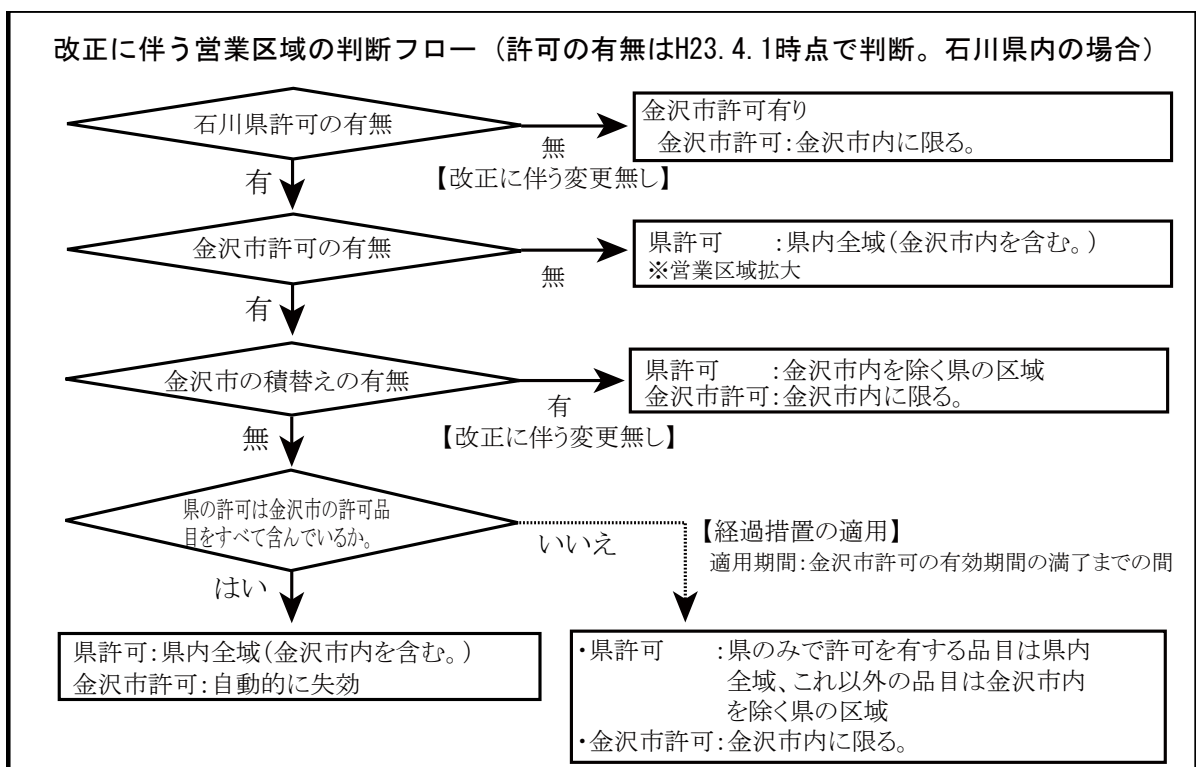 改正に伴う営業区域の判断フロー（許可の有無はH23.4.1時点で判断。石川県内の場合）
石川県許可の有無
無
【改正に伴う変更無し】
金沢市許可有り
金沢市許可：金沢市内に限る。
有
金沢市許可の有無
無
県許可　　：県内全域（金沢市内を含む。）
※営業区域拡大
有
金沢市の積替えの有無
有
【改正に伴う変更無し】
県許可　　：金沢市内を除く県の区域
金沢市許可：金沢市内に限る。
無
県の許可は金沢市の許可品
目をすべて含んでいるか。
いいえ
【経過措置の適用】
適用期間：金沢市許可の有効期間の満了までの間
はい
県許可：県内全域（金沢市内を含む。）
金沢市許可：自動的に失効
・県許可　　：県のみで許可を有する品目は県内
全域、これ以外の品目は金沢市内
を除く県の区域
・金沢市許可：金沢市内に限る。